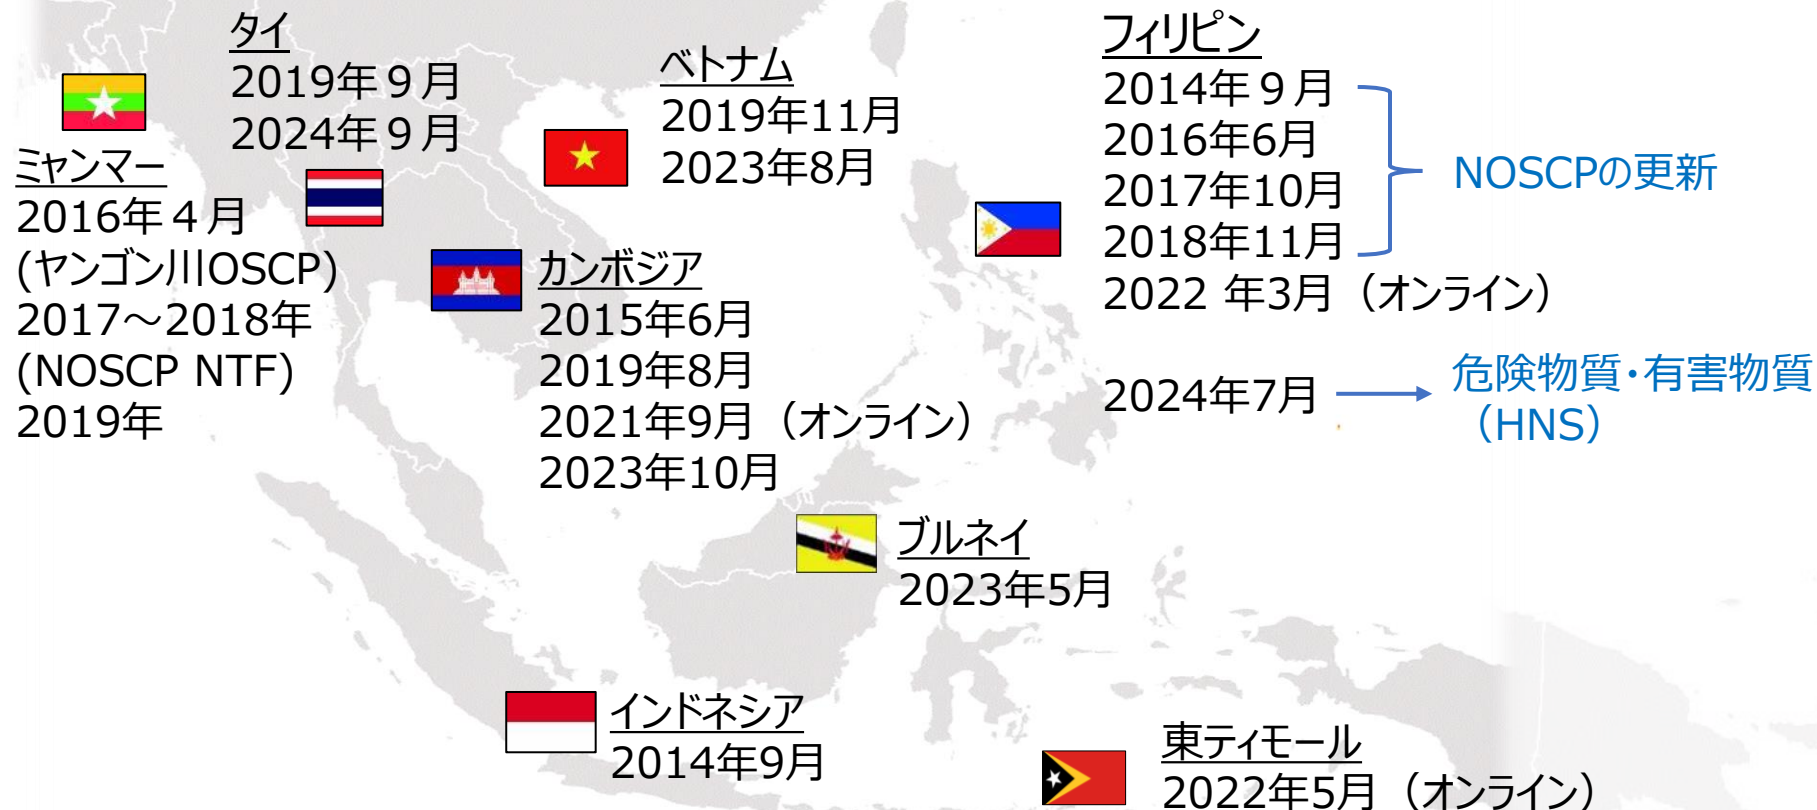 タイ
2019年９月
2024年９月
ベトナム
2019年11月
2023年8月
フィリピン
2014年９月
2016年6月
2017年10月
2018年11月
NOSCPの更新
2022 年3月（オンライン）
2024年7月
危険物質・有害物質
（HNS）
ミャンマー
2016年４月
(ヤンゴン川OSCP)
2017～2018年
(NOSCP NTF)
2019年
カンボジア
2015年6月
2019年8月
2021年9月（オンライン）
2023年10月
ブルネイ
2023年5月
インドネシア
2014年9月
東ティモール
2022年5月（オンライン）